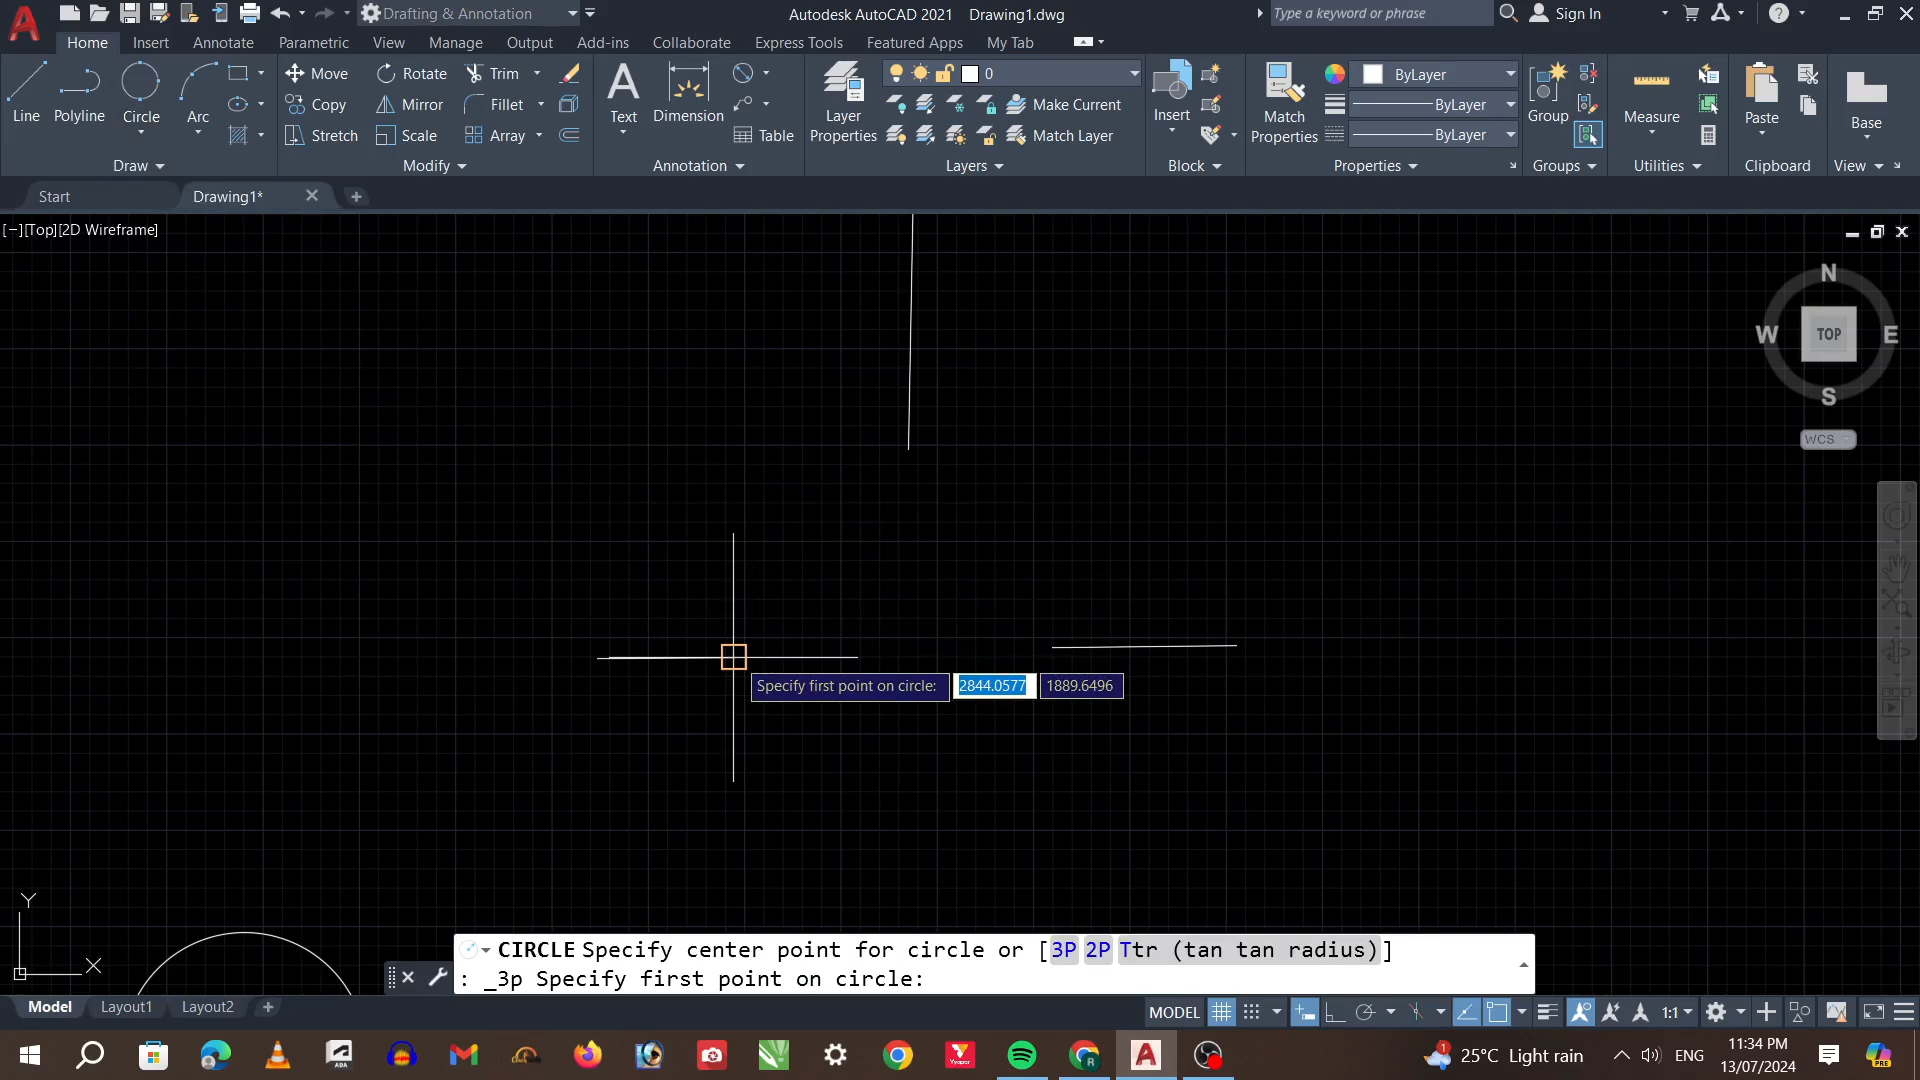 Drafting & Annotation
Autodesk AutoCAD 2021 Drawing1.dwg
Type a keyword or phrase
Sign In
Home Insert Annotate Parametric View Manage Output Add-ins Collaborate Express Tools Featured Apps My Tab
Line Polyline Circle Arc
Move Rotate Trim
Copy Mirror Fillet
Stretch Scale Array
Text Dimension Table
Layer Properties
0
Make Current
Match Layer
Insert
Match Properties
ByLayer
ByLayer
ByLayer
Group
Measure
Paste
Base
Draw Modify Annotation Layers Block Properties Groups Utilities Clipboard View
Start Drawing1*
[−][Top][2D Wireframe]
N
W TOP E
S
WCS
Specify first point on circle: 2844.0577 1889.6496
Y
X
CIRCLE Specify center point for circle or [3P 2P Ttr (tan tan radius)]
: _3p Specify first point on circle:
Model Layout1 Layout2
MODEL 1:1
25°C Light rain ENG
11:34 PM
13/07/2024
ADA
PRE